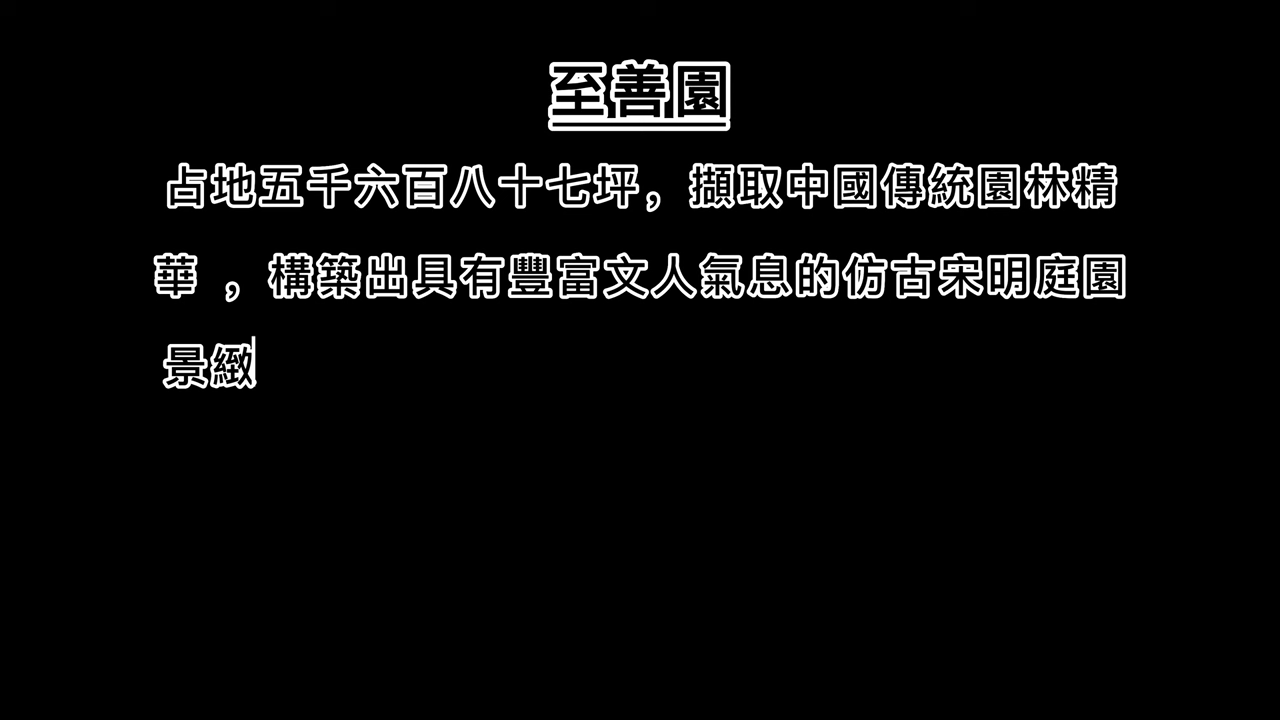 至善園
占地五千六百八十七坪，擷取中國傳統園林精
華 ，構築出具有豐富文人氣息的仿古宋明庭園
景緻